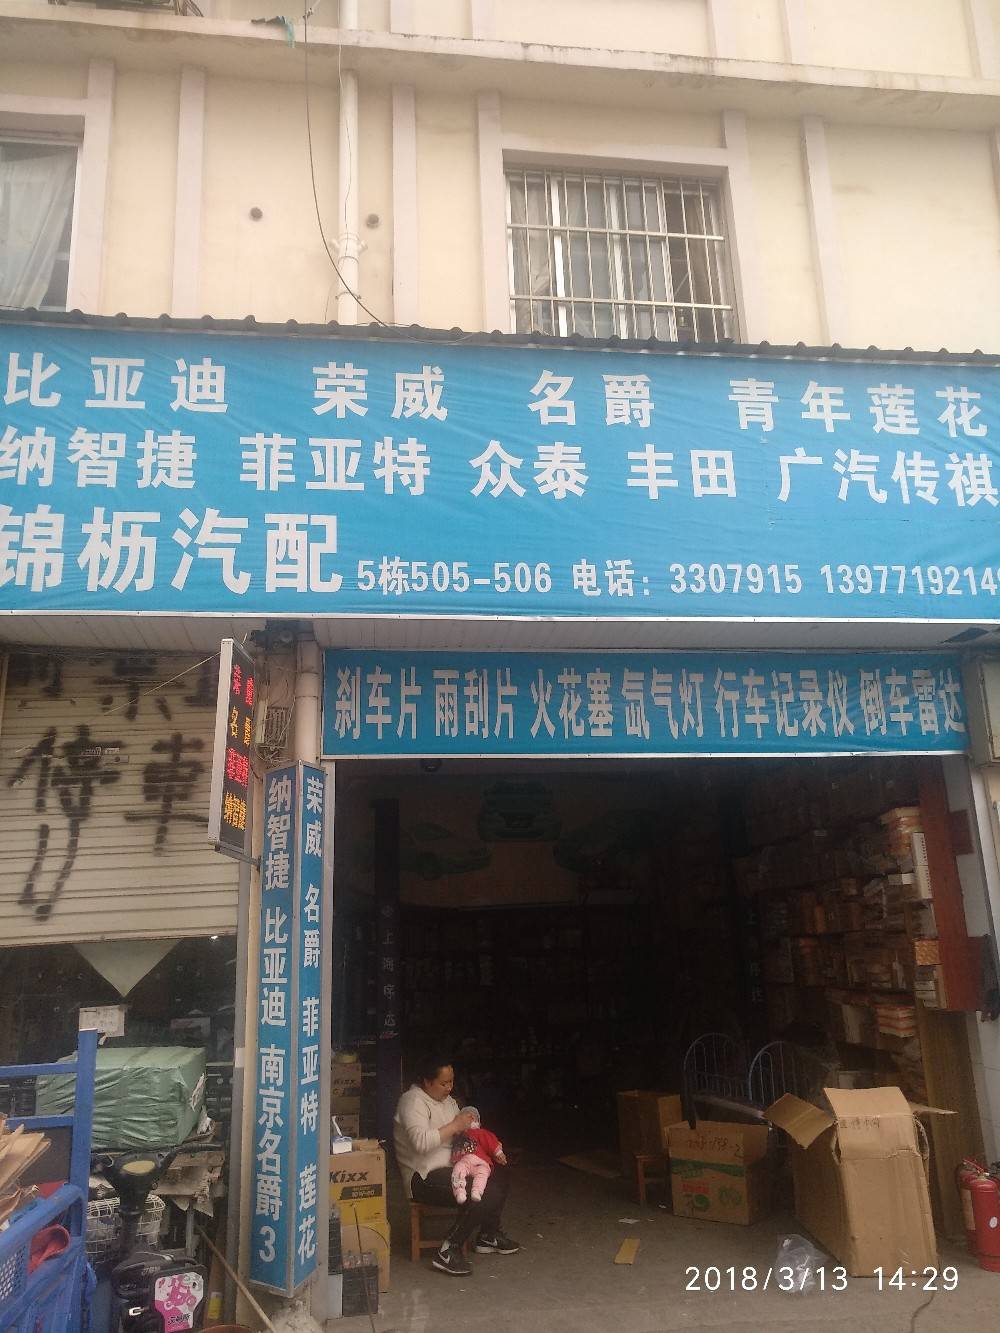 比亚迪 荣威 名爵 青年莲花
纳智捷 菲亚特 众泰 丰田 广汽传祺
锦枥汽配 5栋505-506 电话: 3307915 1397719214
刹车片 雨刮片 火花塞 氙气灯 行车记录仪 倒车雷达
纳智捷 比亚迪 南京名爵3
荣威 名爵 菲亚特 莲花
Kixx
Kixx
2018/3/13 14:29